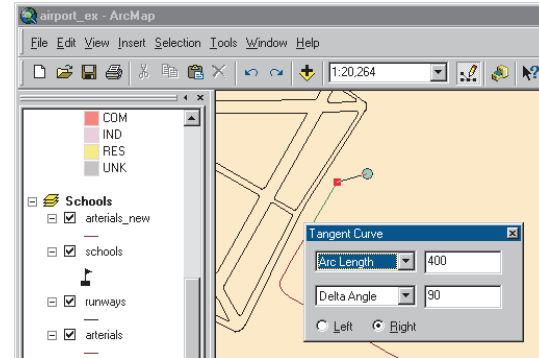 airport_ex - ArcMap
File Edit View Insert Selection Tools Window Help
1:20,264
COM
IND
RES
UNK
Schools
arterials_new
schools
runways
arterials
Tangent Curve
Arc Length 400
Delta Angle 90
Left Right